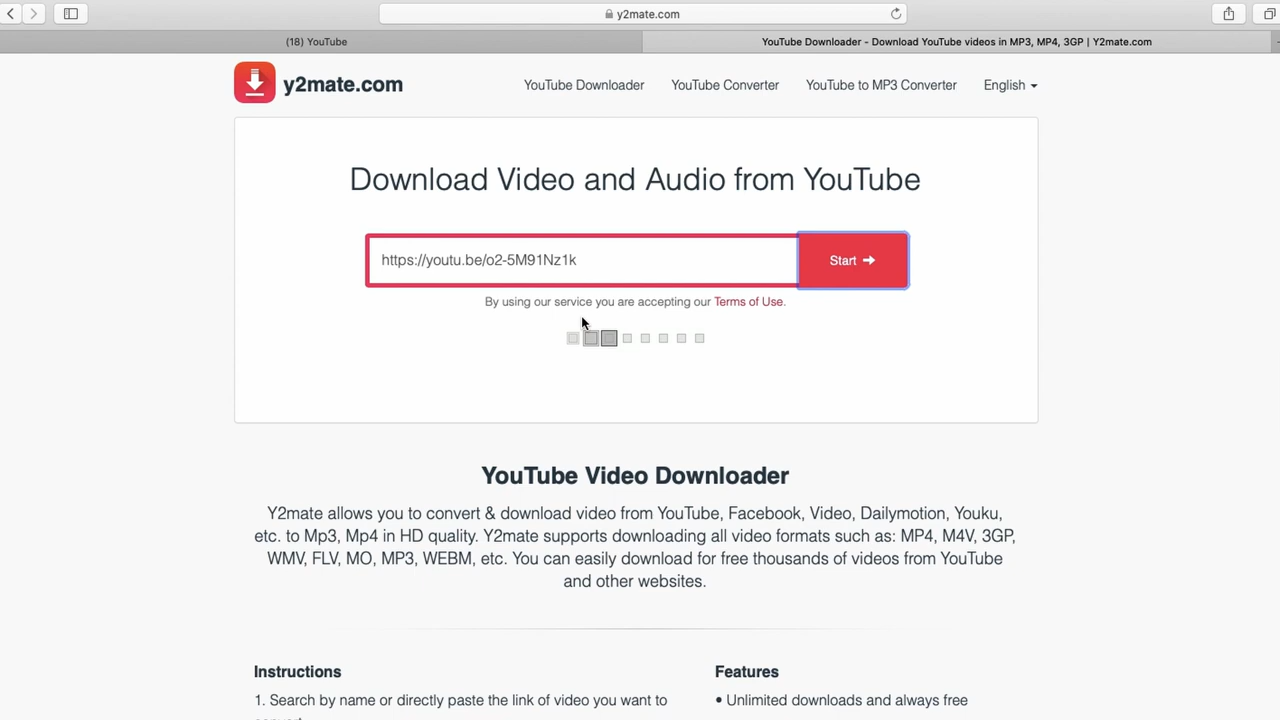 y2mate.com
(18) YouTube
YouTube Downloader - Download YouTube videos in MP3, MP4, 3GP | Y2mate.com
y2mate.com
YouTube Downloader
YouTube Converter
YouTube to MP3 Converter
English
Download Video and Audio from YouTube
https://youtu.be/o2-5M91Nz1k
Start
By using our service you are accepting our Terms of Use.
YouTube Video Downloader
Y2mate allows you to convert & download video from YouTube, Facebook, Video, Dailymotion, Youku,
etc. to Mp3, Mp4 in HD quality. Y2mate supports downloading all video formats such as: MP4, M4V, 3GP,
WMV, FLV, MO, MP3, WEBM, etc. You can easily download for free thousands of videos from YouTube
and other websites.
Instructions
1. Search by name or directly paste the link of video you want to
Features
• Unlimited downloads and always free